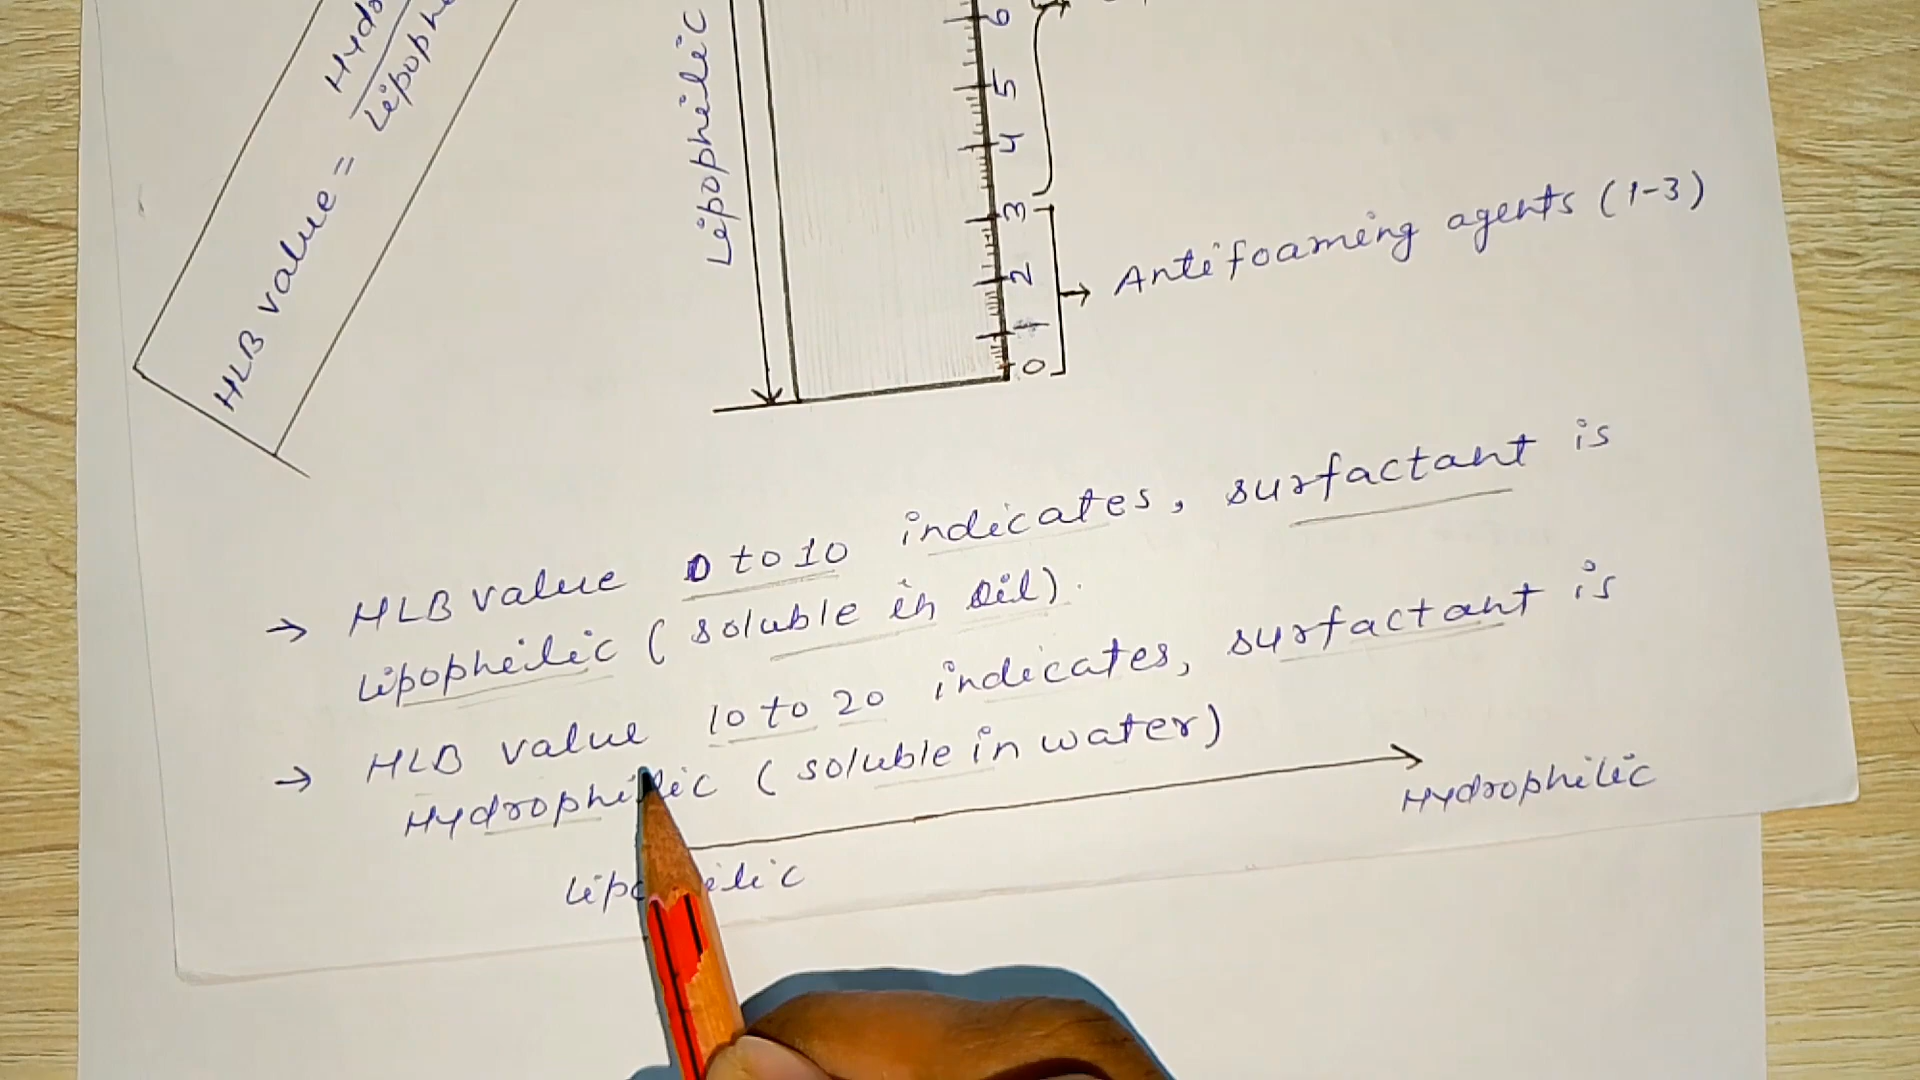 HLB value =
Lipophilic
6
5
4
3
2
1
0
Antifoaming agents (1-3)
→ HLB value 0 to 10 indicates, surfactant is
Lipophilic (soluble in oil).
→ HLB value 10 to 20 indicates, surfactant is
Hydrophilic (soluble in water)
Hydrophilic